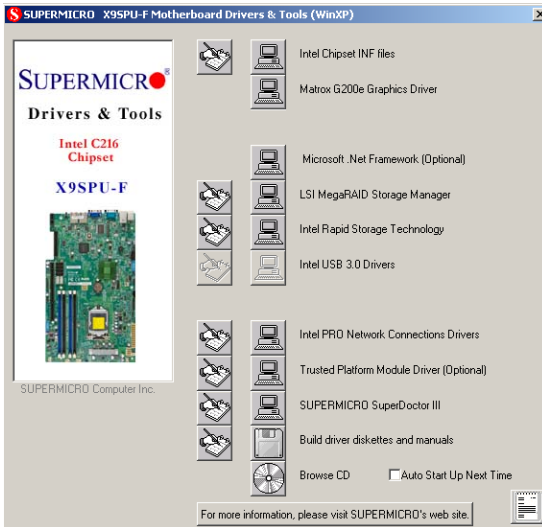 SUPERMICRO X9SPU-F Motherboard Drivers & Tools (WinXP)
SUPERMICRO
Drivers & Tools
Intel C216
Chipset
X9SPU-F
SUPERMICRO Computer Inc.
Intel Chipset INF files
Matrox G200e Graphics Driver
Microsoft .Net Framework (Optional)
LSI MegaRAID Storage Manager
Intel Rapid Storage Technology
Intel USB 3.0 Drivers
Intel PRO Network Connections Drivers
Trusted Platform Module Driver (Optional)
SUPERMICRO SuperDoctor III
Build driver diskettes and manuals
Browse CD
Auto Start Up Next Time
For more information, please visit SUPERMICRO's web site.